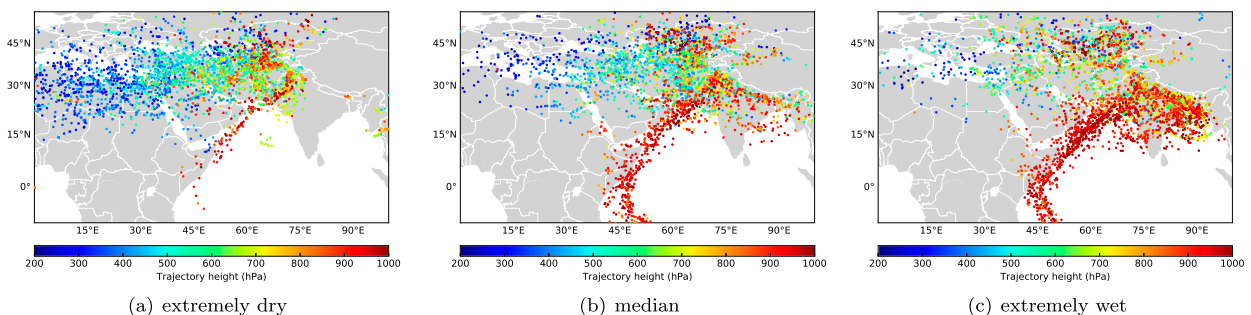 45°N
30°N
15°N
0°
15°E 30°E 45°E 60°E 75°E 90°E
200 300 400 500 600 700 800 900 1000
Trajectory height (hPa)
(a) extremely dry
45°N
30°N
15°N
0°
15°E 30°E 45°E 60°E 75°E 90°E
200 300 400 500 600 700 800 900 1000
Trajectory height (hPa)
(b) median
45°N
30°N
15°N
0°
15°E 30°E 45°E 60°E 75°E 90°E
200 300 400 500 600 700 800 900 1000
Trajectory height (hPa)
(c) extremely wet